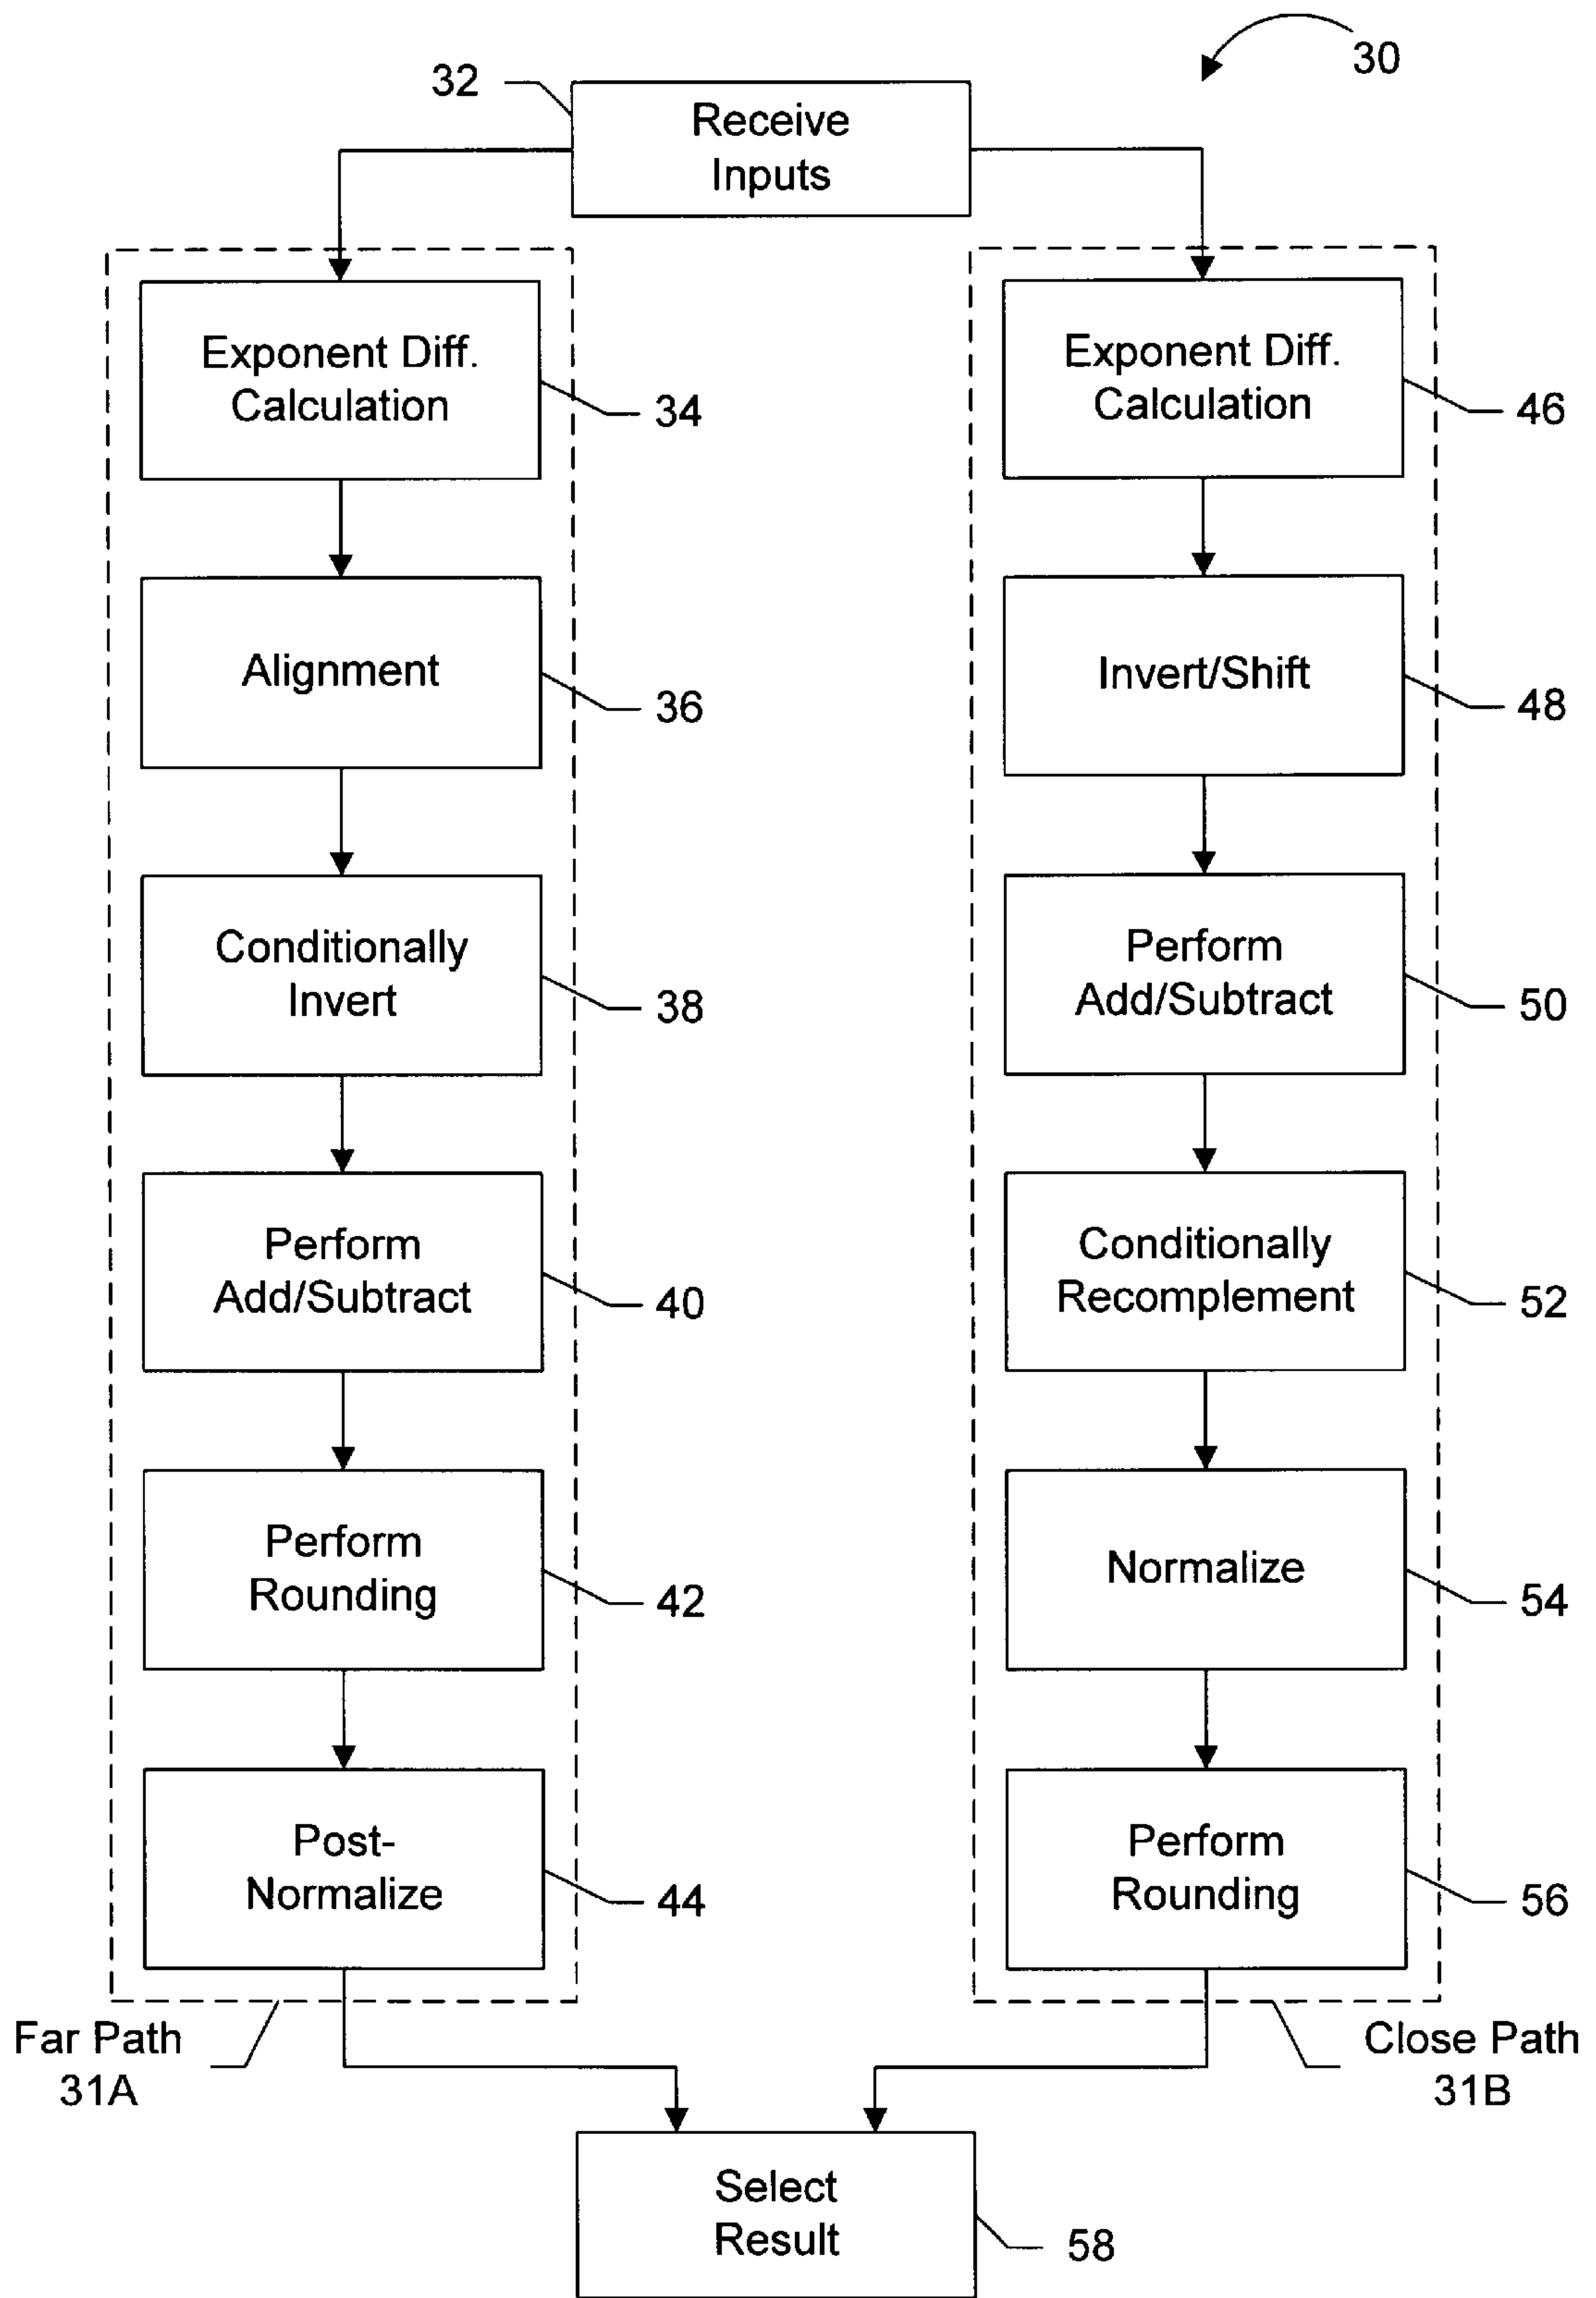 30
32
Receive
Inputs
Exponent Diff.
Calculation
34
Alignment
36
Conditionally
Invert
38
Perform
Add/Subtract
40
Perform
Rounding
42
Post-
Normalize
44
Far Path
31A
Exponent Diff.
Calculation
46
Invert/Shift
48
Perform
Add/Subtract
50
Conditionally
Recomplement
52
Normalize
54
Perform
Rounding
56
Close Path
31B
Select
Result
58